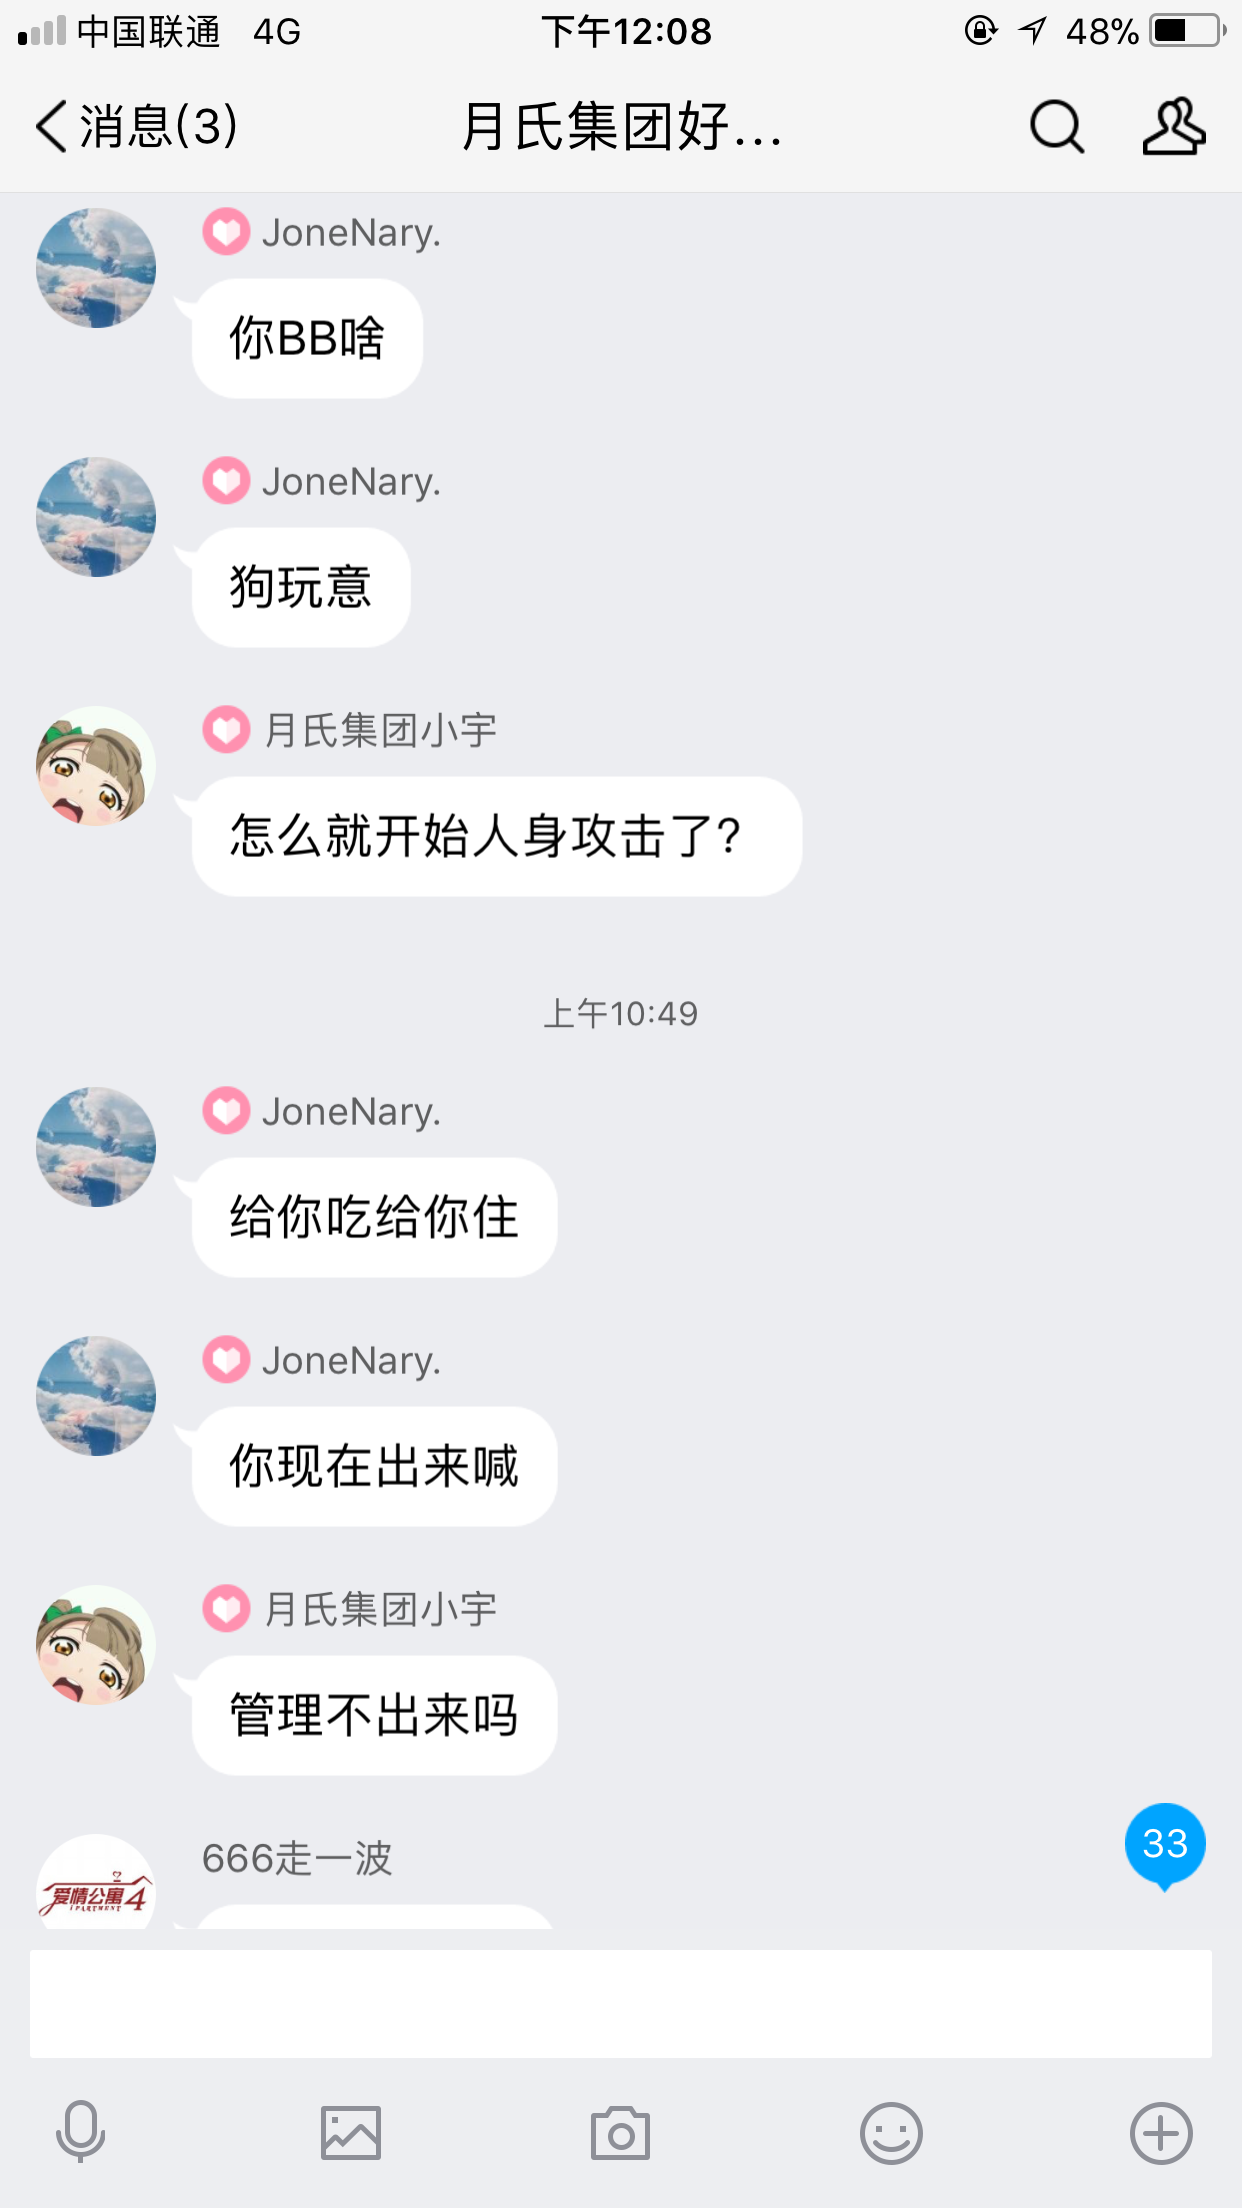 中国联通 4G 下午12:08 48%
消息(3) 月氏集团好...
JoneNary.
你BB啥
JoneNary.
狗玩意
月氏集团小宇
怎么就开始人身攻击了?
上午10:49
JoneNary.
给你吃给你住
JoneNary.
你现在出来喊
月氏集团小宇
管理不出来吗
33
666走一波
爱情公寓4
IPARTMENT